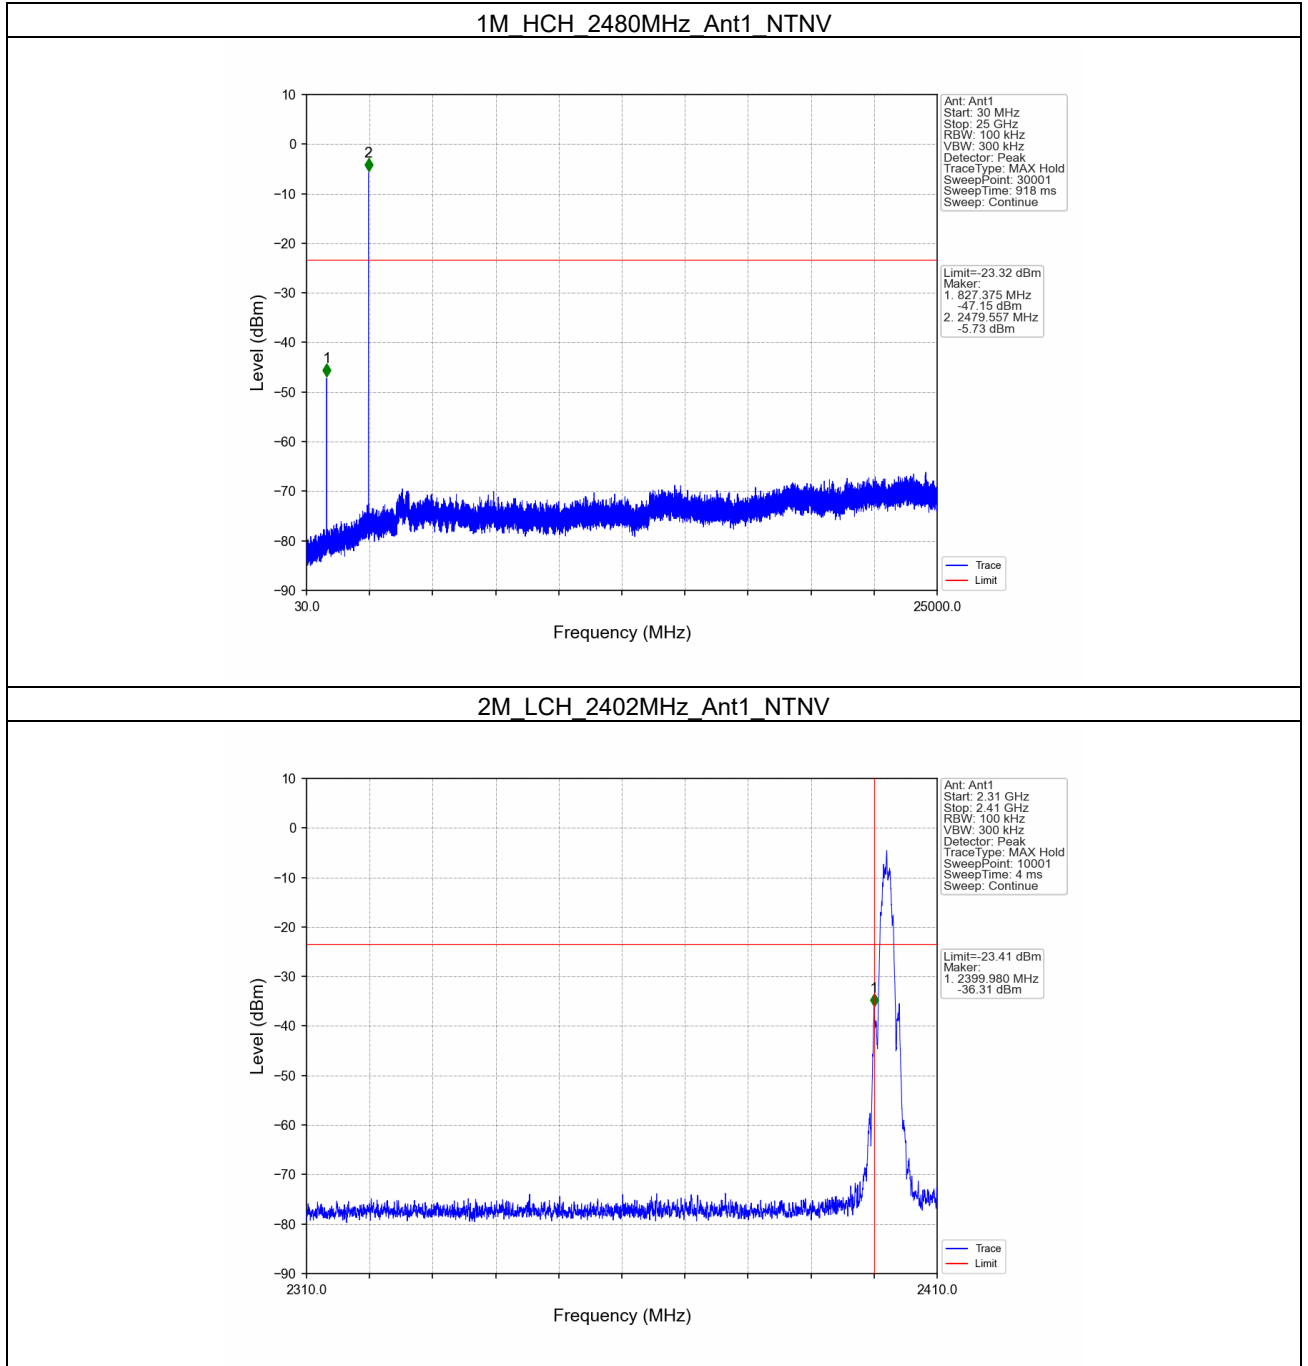 1M_HCH_2480MHz_Ant1_NTNV
10
0
−10
−20
−30
−40
−50
−60
−70
−80
−90
Level (dBm)
1
2
30.0
25000.0
Frequency (MHz)
Ant: Ant1
Start: 30 MHz
Stop: 25 GHz
RBW: 100 kHz
VBW: 300 kHz
Detector: Peak
TraceType: MAX Hold
SweepPoint: 30001
SweepTime: 918 ms
Sweep: Continue
Limit=-23.32 dBm
Maker:
1. 827.375 MHz
-47.15 dBm
2. 2479.557 MHz
-5.73 dBm
Trace
Limit
2M_LCH_2402MHz_Ant1_NTNV
10
0
−10
−20
−30
−40
−50
−60
−70
−80
−90
Level (dBm)
1
2310.0
2410.0
Frequency (MHz)
Ant: Ant1
Start: 2.31 GHz
Stop: 2.41 GHz
RBW: 100 kHz
VBW: 300 kHz
Detector: Peak
TraceType: MAX Hold
SweepPoint: 10001
SweepTime: 4 ms
Sweep: Continue
Limit=-23.41 dBm
Maker:
1. 2399.980 MHz
-36.31 dBm
Trace
Limit